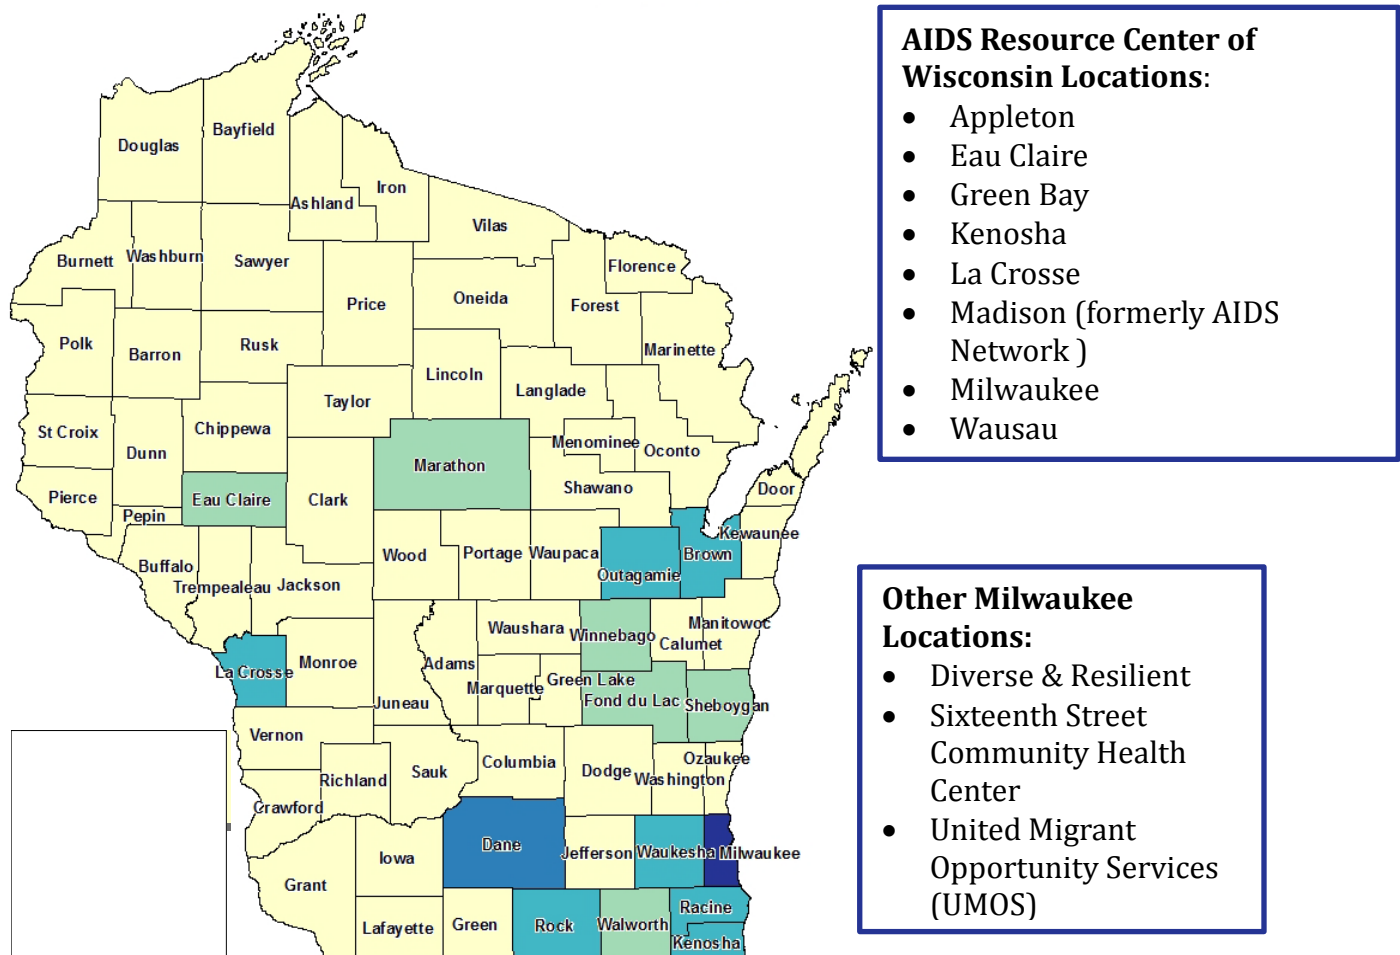 AIDS Resource Center of
Wisconsin Locations:
• Appleton
• Eau Claire
• Green Bay
• Kenosha
• La Crosse
• Madison (formerly AIDS
Network )
• Milwaukee
• Wausau
Other Milwaukee
Locations:
• Diverse & Resilient
• Sixteenth Street
Community Health
Center
• United Migrant
Opportunity Services
(UMOS)
Douglas
Bayfield
Ashland
Iron
Vilas
Burnett
Washburn
Sawyer
Florence
Price
Oneida
Forest
Polk
Barron
Rusk
Marinette
Lincoln
Langlade
Taylor
St Croix
Chippewa
Dunn
Menominee
Oconto
Marathon
Pierce
Eau Claire
Clark
Shawano
Door
Pepin
Kewaunee
Wood
Portage
Waupaca
Brown
Outagamie
Buffalo
Trempealeau
Jackson
Waushara
Winnebago
Manitowoc
Calumet
La Crosse
Monroe
Adams
Marquette
Green Lake
Juneau
Fond du Lac
Sheboygan
Vernon
Columbia
Dodge
Ozaukee
Washington
Richland
Sauk
Crawford
Dane
Iowa
Jefferson
Waukesha
Milwaukee
Grant
Lafayette
Green
Rock
Walworth
Racine
Kenosha